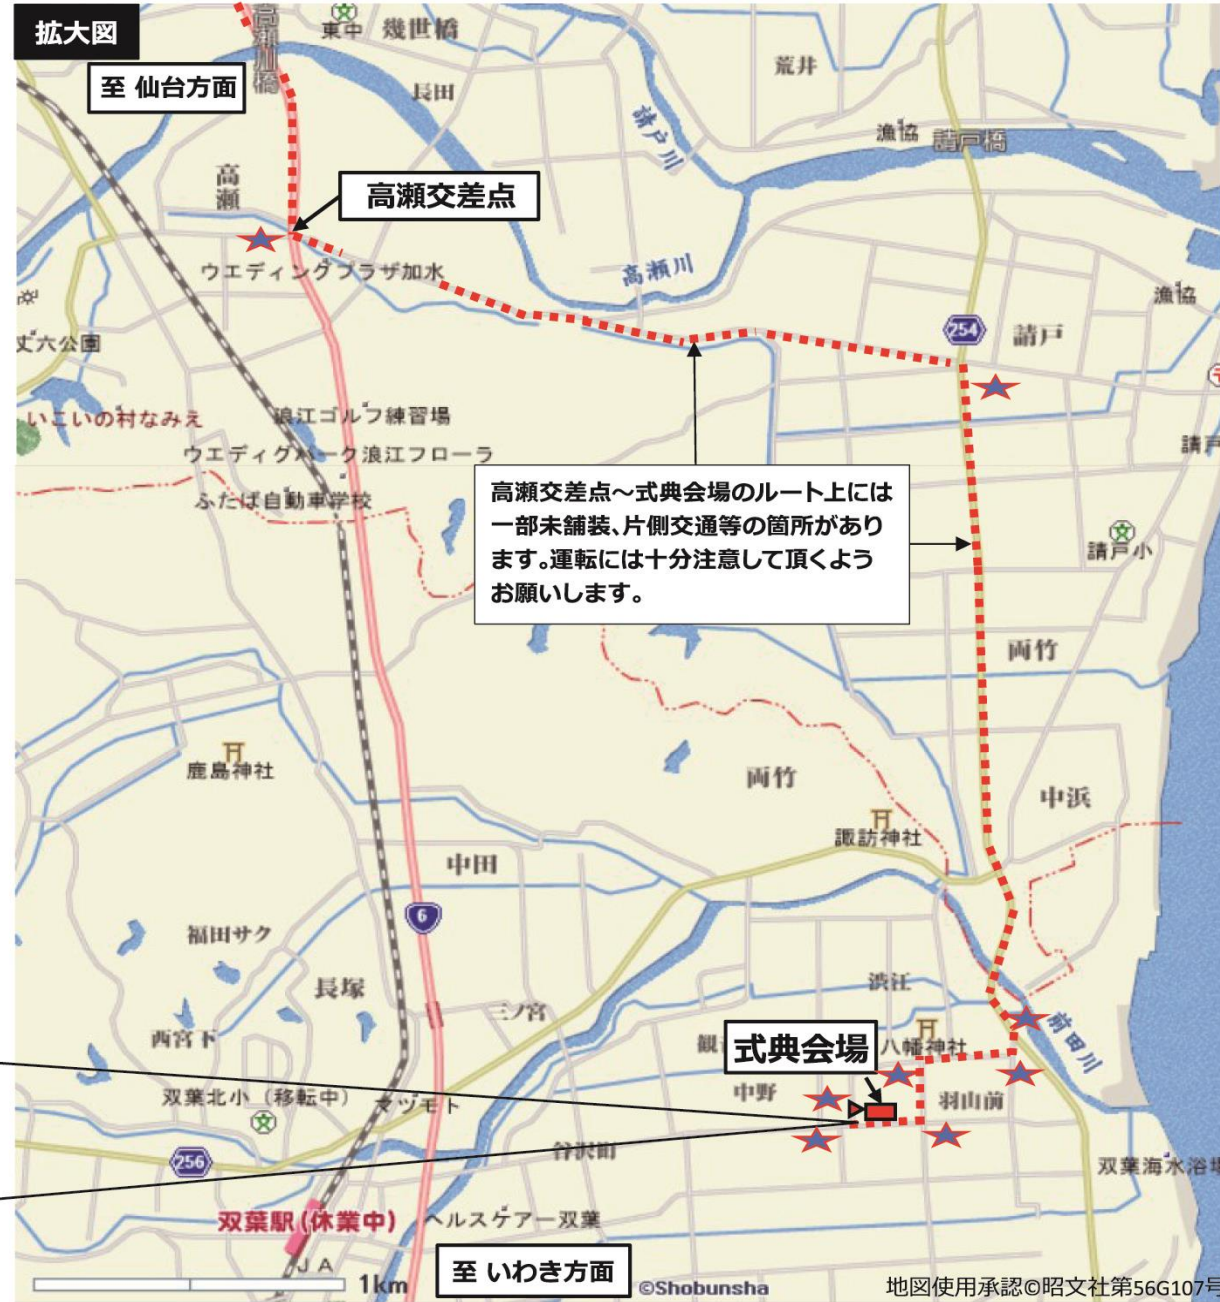 拡大図
高瀬川橋
東中
幾世橋
至 仙台方面
長田
荒井
請戸川
漁協
請戸橋
高瀬
高瀬交差点
ウエディングプラザ加水
高瀬川
漁協
254
請戸
丈六公園
いこいの村なみえ
浪江ゴルフ練習場
ウエディグパーク浪江フローラ
ふたば自動車学校
請戸
高瀬交差点～式典会場のルート上には
一部未舗装、片側交通等の箇所があり
ます。運転には十分注意して頂くよう
お願いします。
請戸小
両竹
鹿島神社
両竹
中浜
諏訪神社
中田
6
福田サク
長塚
渋江
三ノ宮
西宮下
前田川
式典会場
八幡神社
中野
羽山前
双葉北小（移転中）
マツモト
谷沢町
256
双葉海水浴場
双葉駅(休業中)
ヘルスケアー双葉
JA
1km
至 いわき方面
©Shobunsha
地図使用承認©昭文社第56G107号